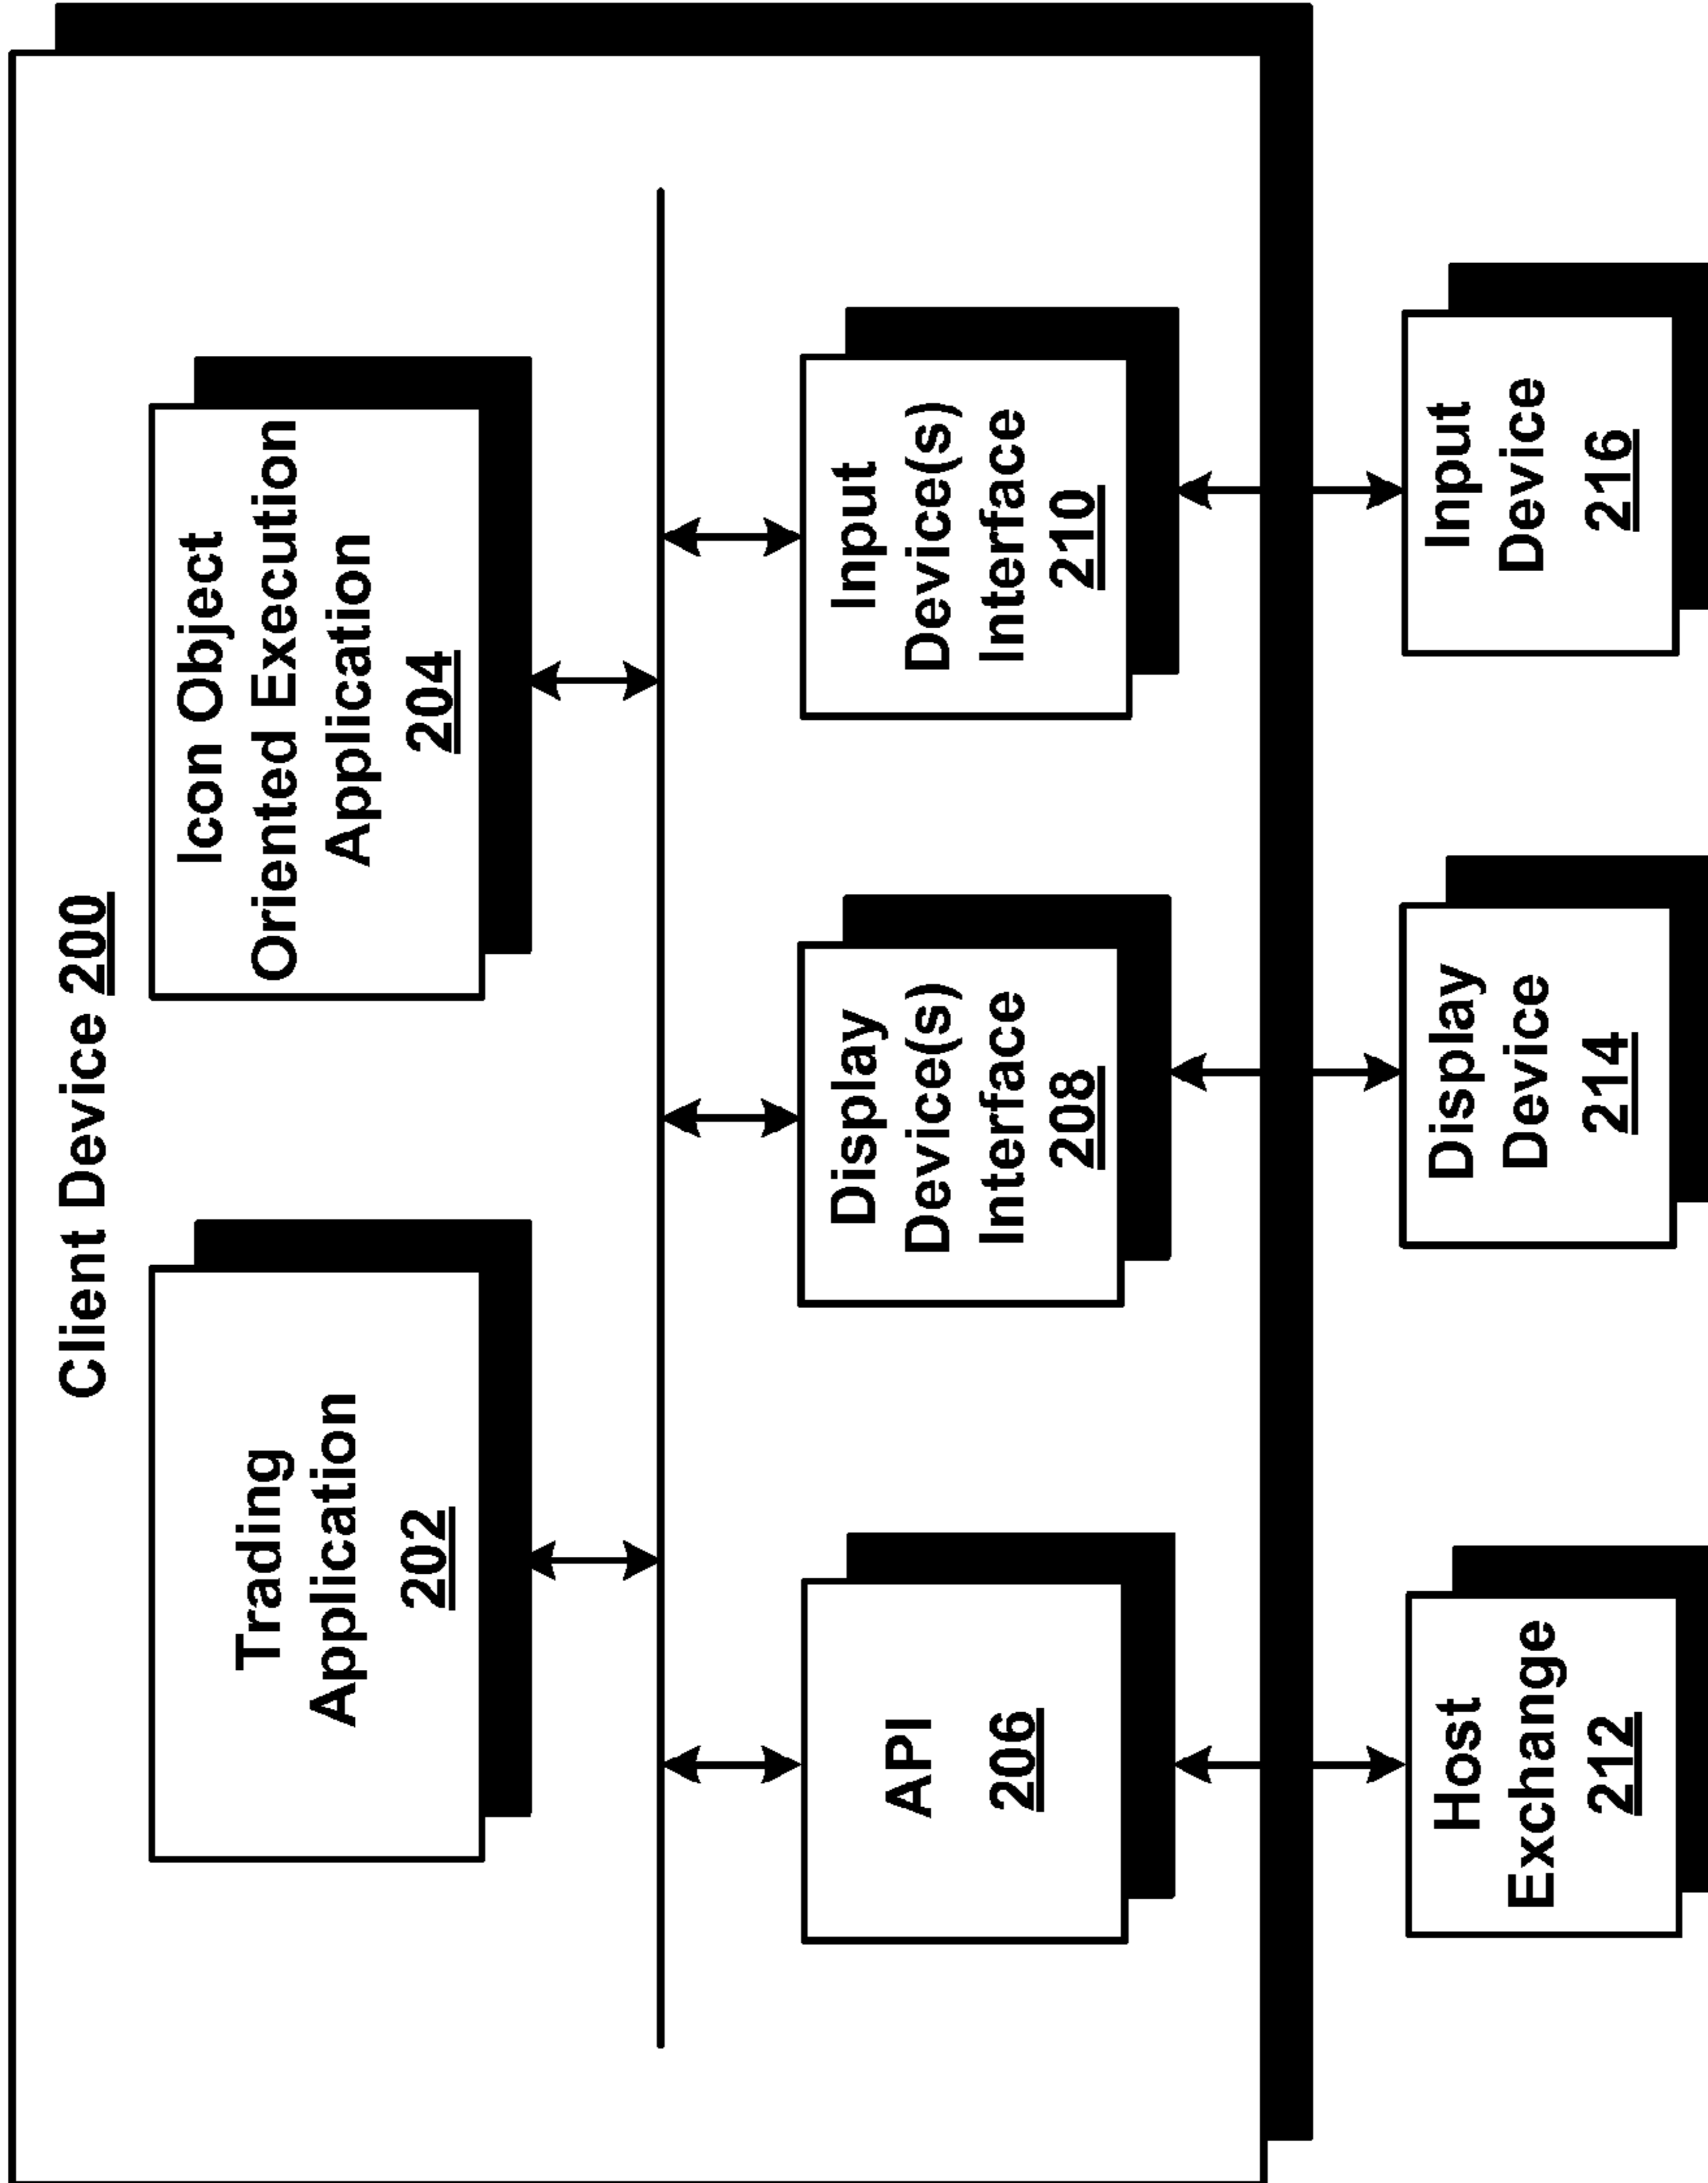 Client Device 200
Trading
Application
202
Icon Object
Oriented Execution
Application
204
API
206
Display
Device(s)
Interface
208
Input
Device(s)
Interface
210
Host
Exchange
212
Display
Device
214
Input
Device
216